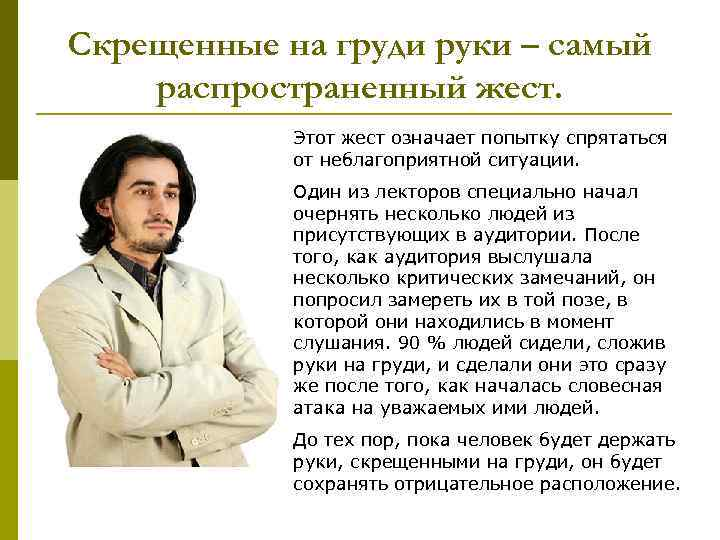 Скрещенные на груди руки – самый
распространенный жест.
Этот жест означает попытку спрятаться
от неблагоприятной ситуации.
Один из лекторов специально начал
очернять несколько людей из
присутствующих в аудитории. После
того, как аудитория выслушала
несколько критических замечаний, он
попросил замереть их в той позе, в
которой они находились в момент
слушания. 90 % людей сидели, сложив
руки на груди, и сделали они это сразу
же после того, как началась словесная
атака на уважаемых ими людей.
До тех пор, пока человек будет держать
руки, скрещенными на груди, он будет
сохранять отрицательное расположение.